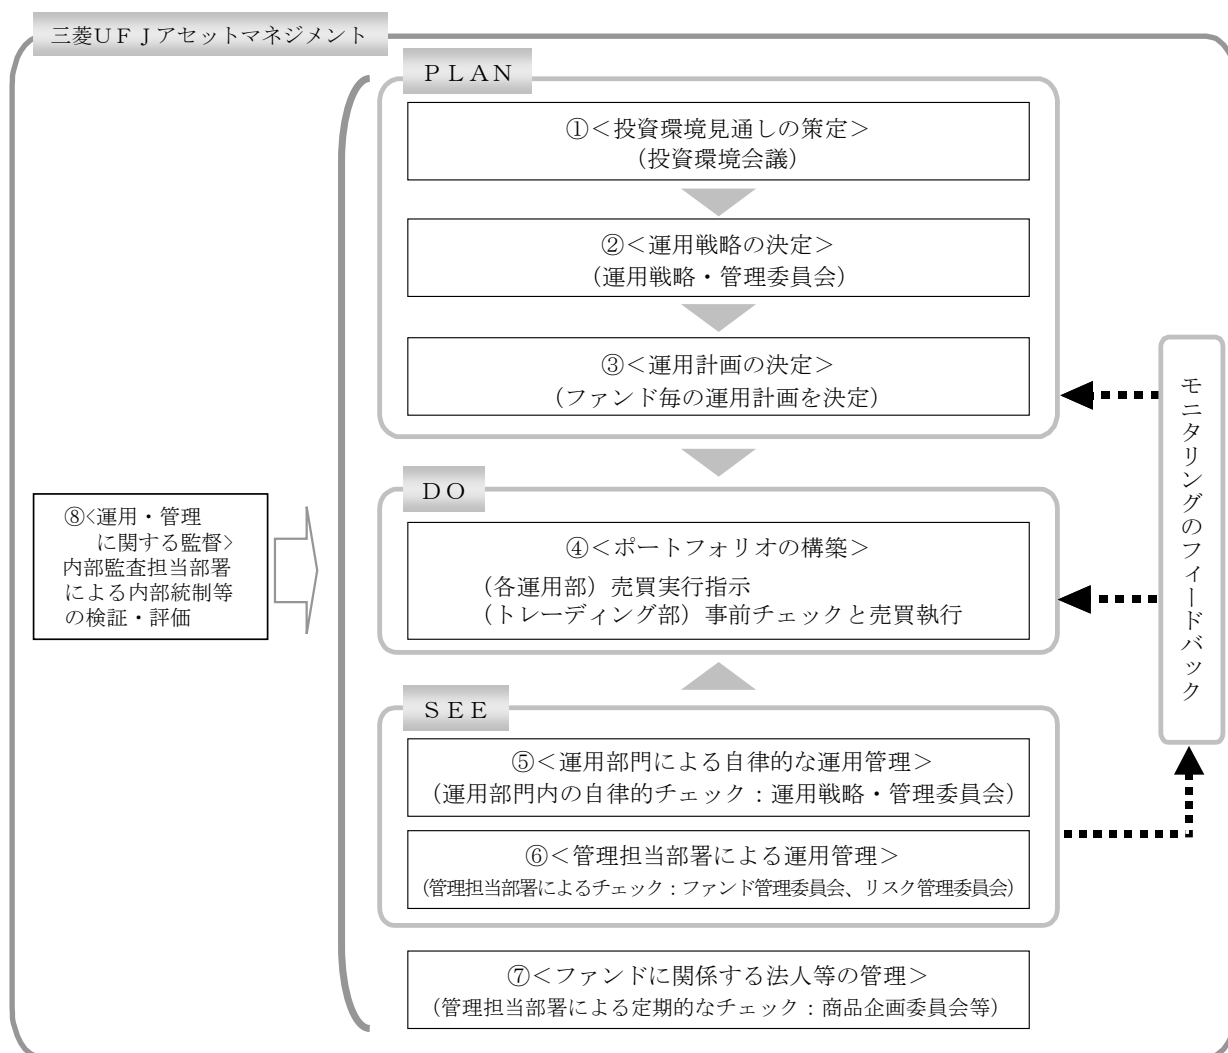 三菱ＵＦＪアセットマネジメント
ＰＬＡＮ
①＜投資環境見通しの策定＞
（投資環境会議）
②＜運用戦略の決定＞
（運用戦略・管理委員会）
③＜運用計画の決定＞
（ファンド毎の運用計画を決定）
ＤＯ
④＜ポートフォリオの構築＞
（各運用部）売買実行指示
（トレーディング部）事前チェックと売買執行
ＳＥＥ
⑤＜運用部門による自律的な運用管理＞
（運用部門内の自律的チェック：運用戦略・管理委員会）
⑥＜管理担当部署による運用管理＞
（管理担当部署によるチェック：ファンド管理委員会、リスク管理委員会）
⑦＜ファンドに関係する法人等の管理＞
（管理担当部署による定期的なチェック：商品企画委員会等）
⑧<運用・管理
に関する監督>
内部監査担当部署
による内部統制等
の検証・評価
モニタリングのフィードバック